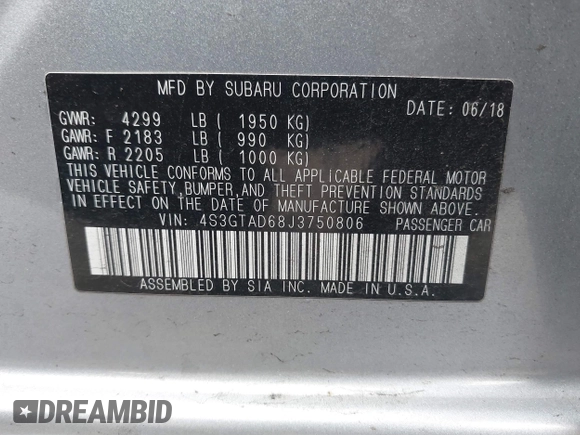 MFD BY SUBARU CORPORATION
DATE: 06/18
GVWR: 4299 LB ( 1950 KG)
GAWR: F 2183 LB ( 990 KG)
GAWR: R 2205 LB ( 1000 KG)
THIS VEHICLE CONFORMS TO ALL APPLICABLE FEDERAL MOTOR
VEHICLE SAFETY, BUMPER, AND THEFT PREVENTION STANDARDS
IN EFFECT ON THE DATE OF MANUFACTURE SHOWN ABOVE.
VIN: 4S3GTAD68J3750806 PASSENGER CAR
ASSEMBLED BY SIA INC. MADE IN U.S.A.
DREAMBID